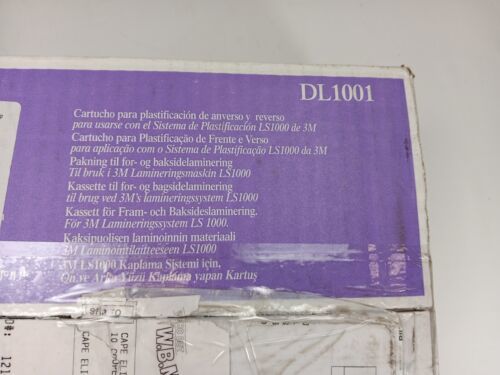 DL1001
Cartucho para plastificación de anverso y reverso
para usarse con el Sistema de Plastificación LS1000 de 3M
Cartucho para Plastificação de Frente e Verso
para aplicação com o Sistema de Plastificação LS1000 da 3M
Pakning til for- og baksidelaminering
Til bruk i 3M Lamineringsmaskin LS1000
Kassette til for- og bagsidelaminering
til brug ved 3M's lamineringsystem LS1000
Kassett för Fram- och Baksideslaminering.
För 3M Lamineringssystem LS 1000.
Kaksipuolisen laminoinnin materiaali
3M Laminointilaitteeseen LS1000
3M LS1000 Kaplama Sistemi için,
Ön ve Arka Yüzü Kaplama yapan Kartuş
CAPE ELI
W.B.
121